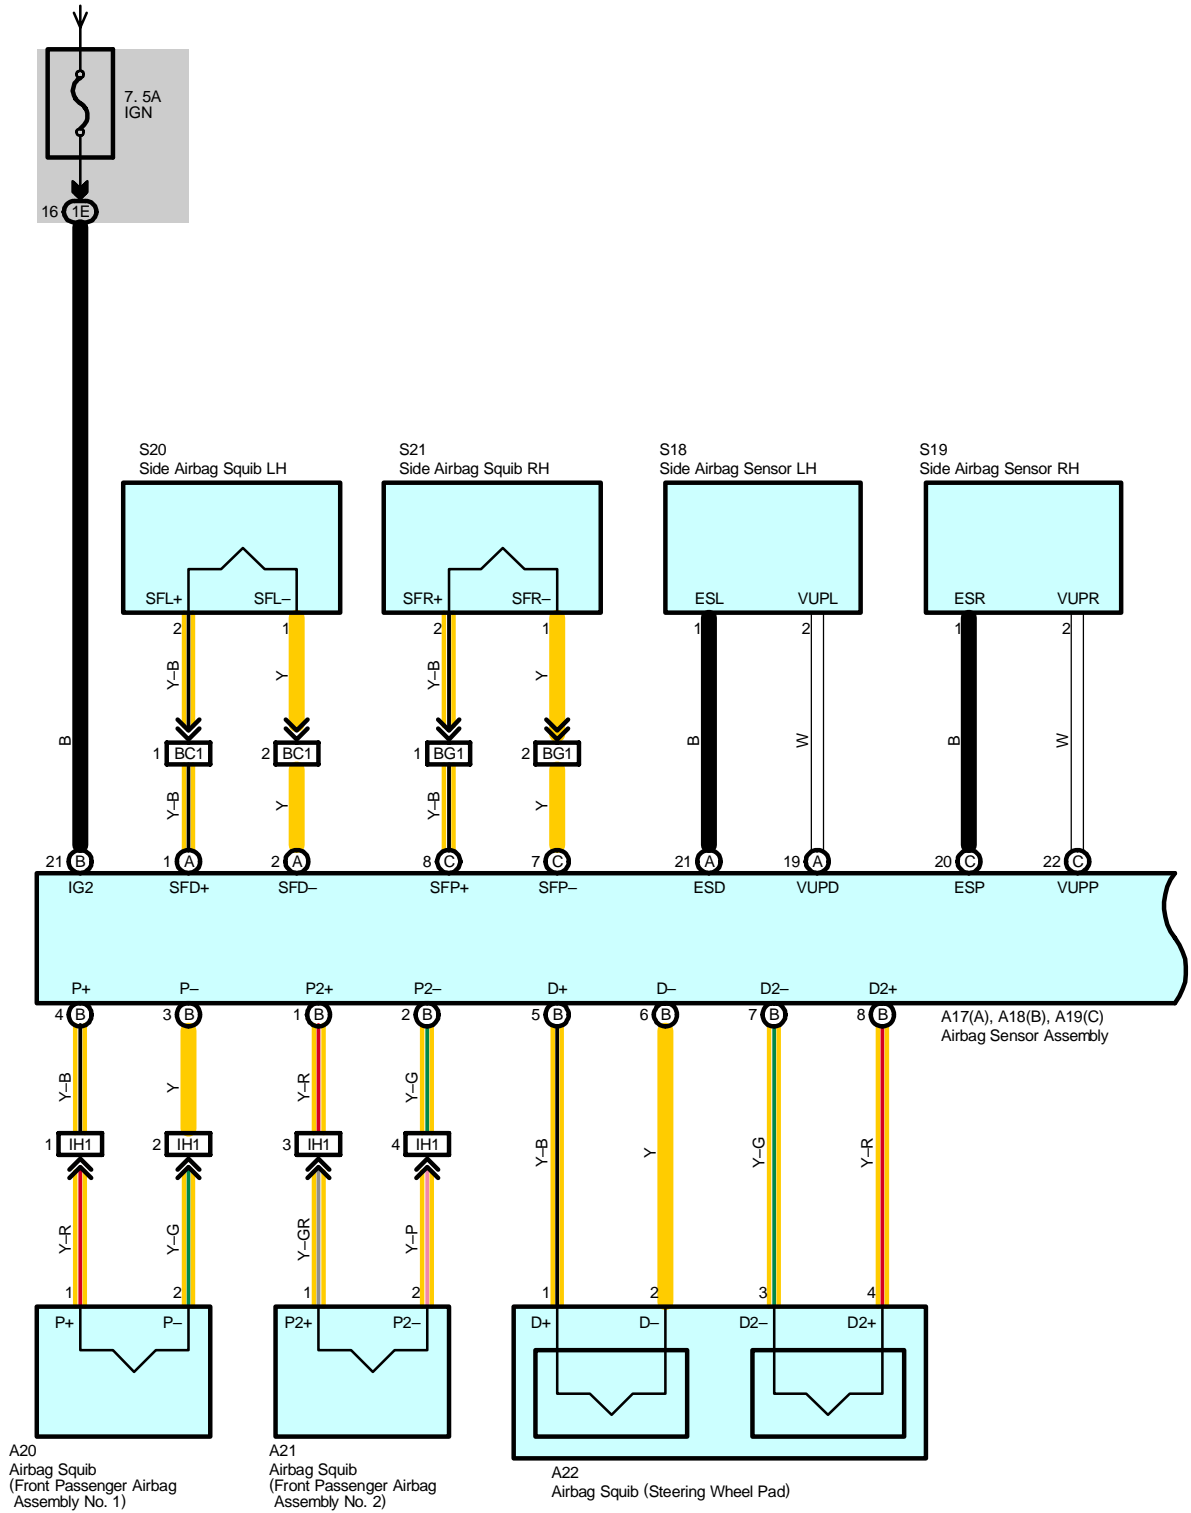 7. 5A
IGN
16 1E
S20
Side Airbag Squib LH
S21
Side Airbag Squib RH
S18
Side Airbag Sensor LH
S19
Side Airbag Sensor RH
SFL+ SFL– SFR+ SFR– ESL VUPL ESR VUPR
2 1 2 1 1 2 1 2
Y–B Y Y–B Y
B B W B W
1 BC1 2 BC1 1 BG1 2 BG1
Y–B Y Y–B Y
21 B 1 A 2 A 8 C 7 C 21 A 19 A 20 C 22 C
IG2 SFD+ SFD– SFP+ SFP– ESD VUPD ESP VUPP
P+ P– P2+ P2– D+ D– D2– D2+
4 B 3 B 1 B 2 B 5 B 6 B 7 B 8 B
A17(A), A18(B), A19(C)
Airbag Sensor Assembly
Y–B Y Y–R Y–G
1 IH1 2 IH1 3 IH1 4 IH1
Y–B Y Y–G Y–R
Y–R Y–G Y–GR Y–P
1 2 1 2 1 2 3 4
P+ P– P2+ P2– D+ D– D2– D2+
A20
Airbag Squib
(Front Passenger Airbag
Assembly No. 1)
A21
Airbag Squib
(Front Passenger Airbag
Assembly No. 2)
A22
Airbag Squib (Steering Wheel Pad)